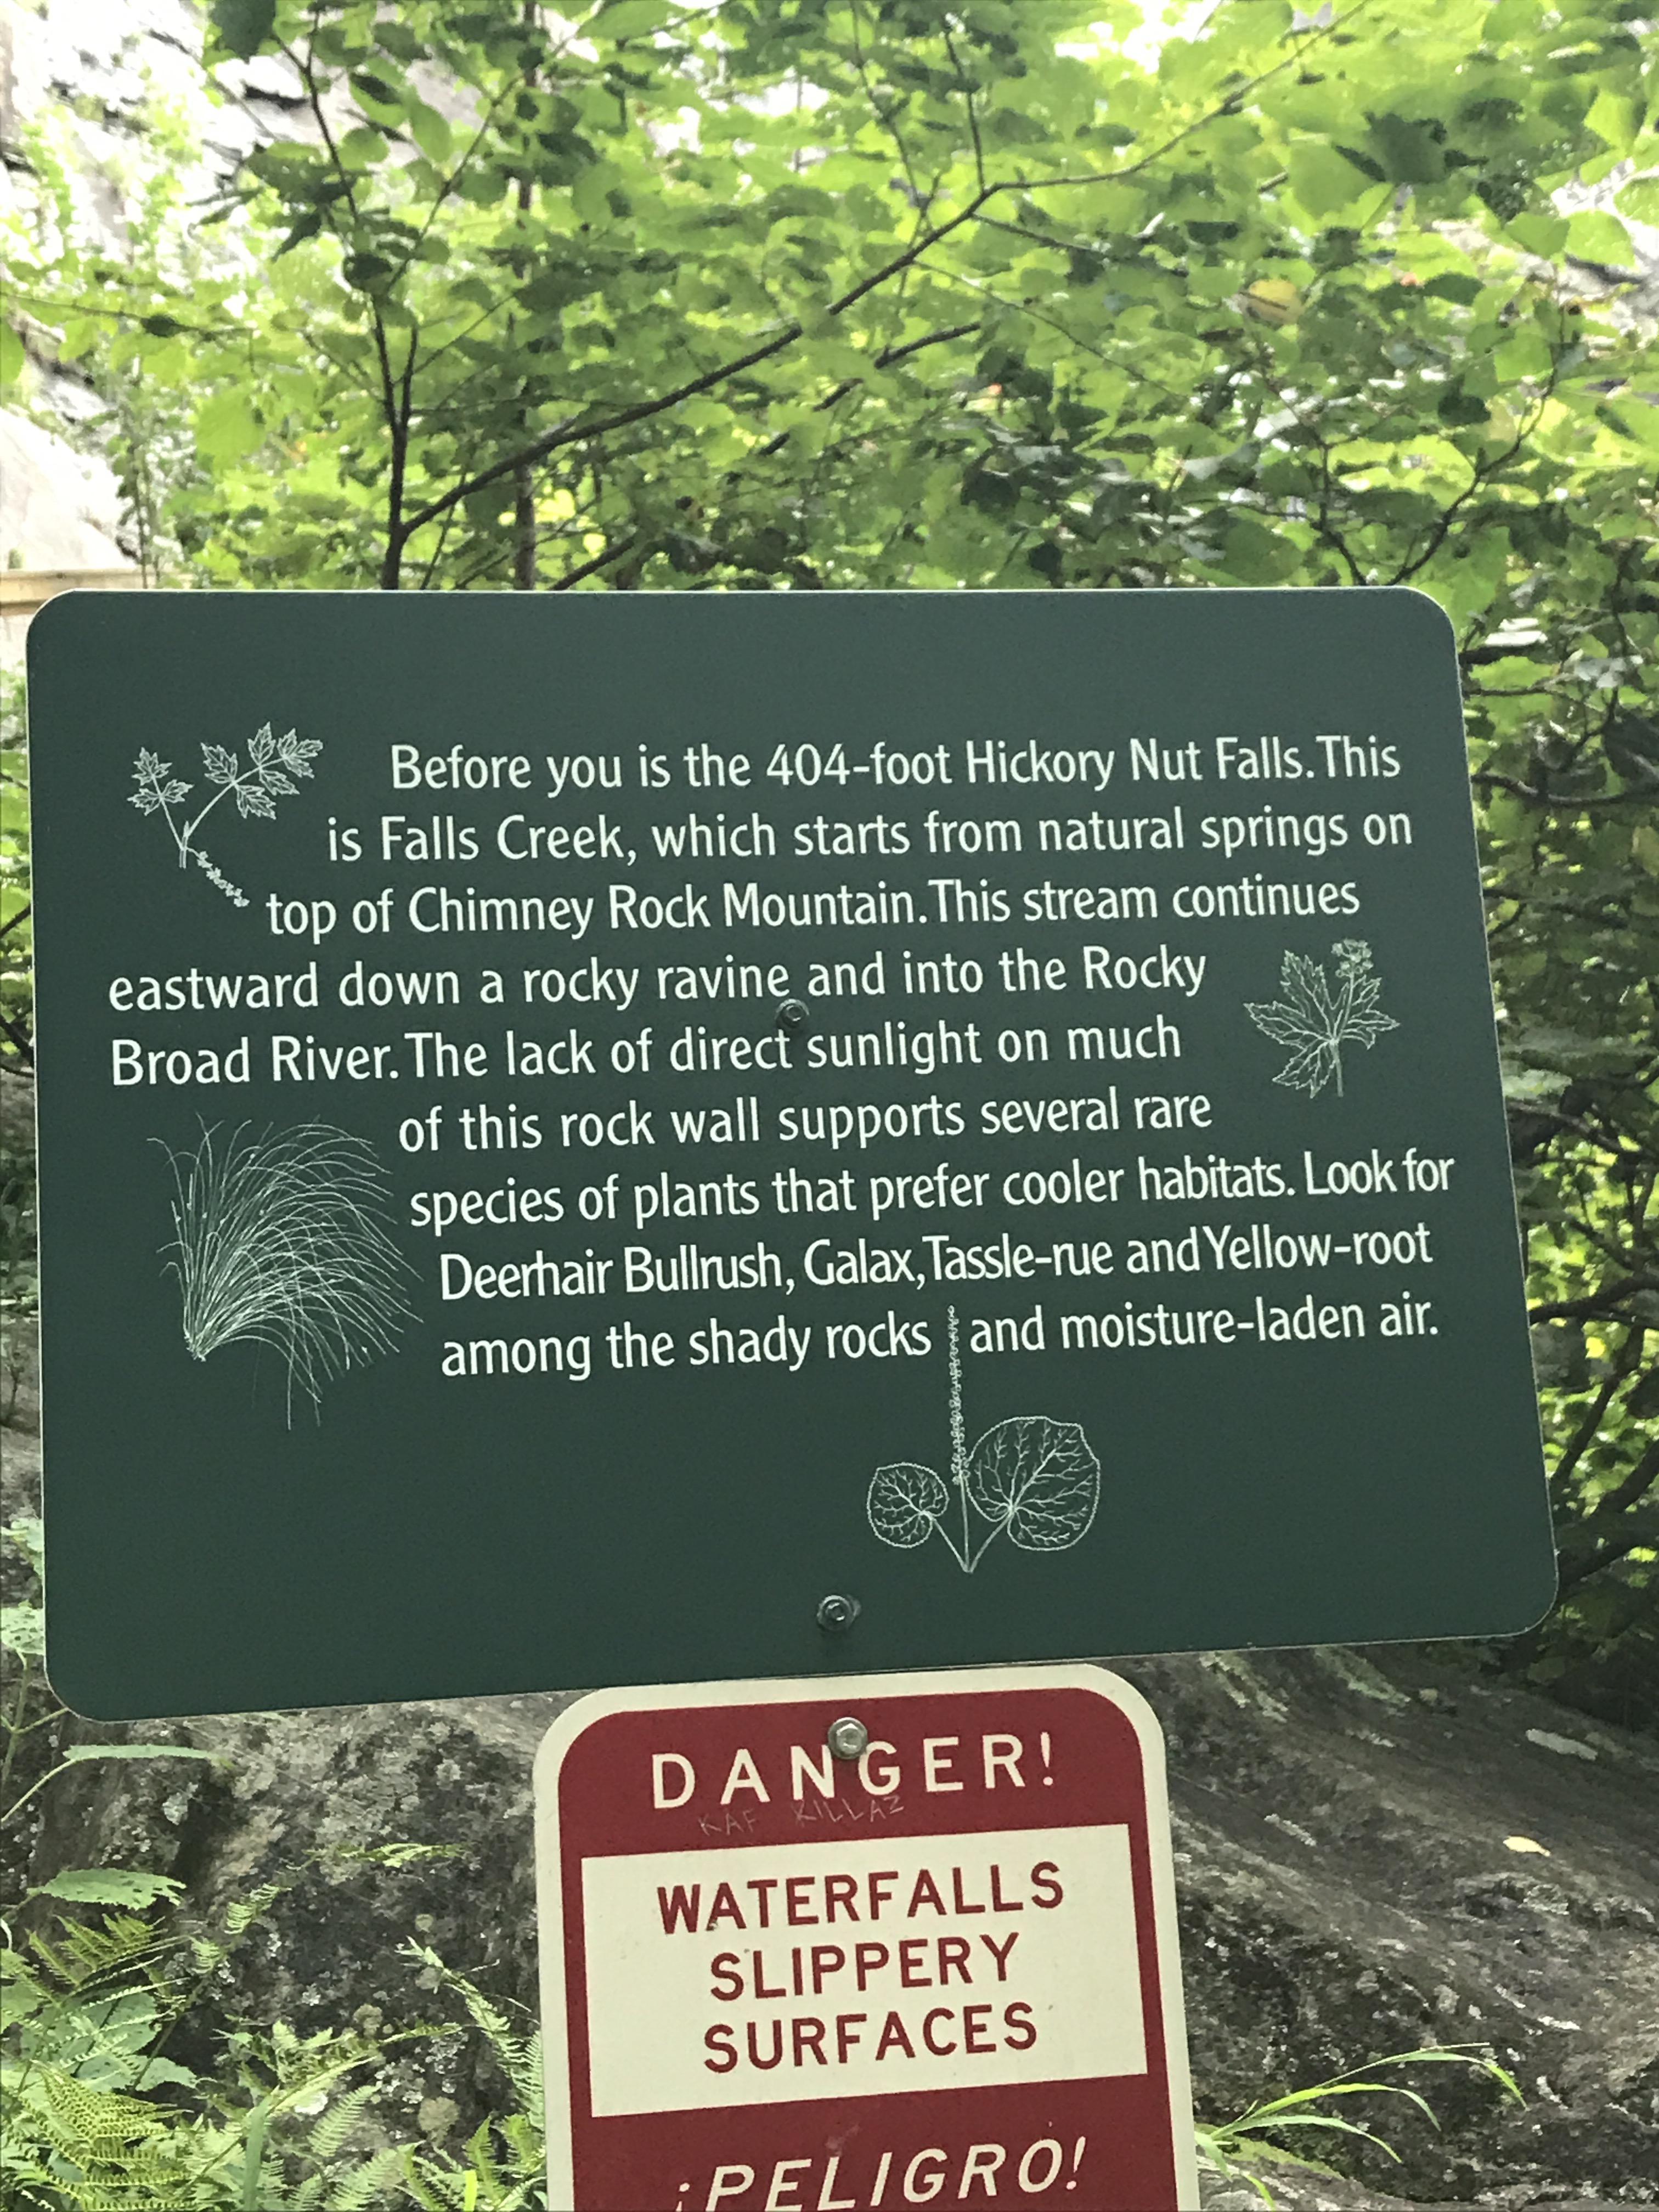 Before you is the 404-foot Hickory Nut Falls. This
is Falls Creek, which starts from natural springs on
top of Chimney Rock Mountain. This stream continues
eastward down a rocky ravine and into the Rocky
Broad River. The lack of direct sunlight on much
of this rock wall supports several rare
species of plants that prefer cooler habitats. Look for
Deerhair Bullrush, Galax, Tassle-rue and Yellow-root
among the shady rocks and moisture-laden air.
DANGER!
KAF KILLAZ
WATERFALLS
SLIPPERY
SURFACES
¡PELIGRO!